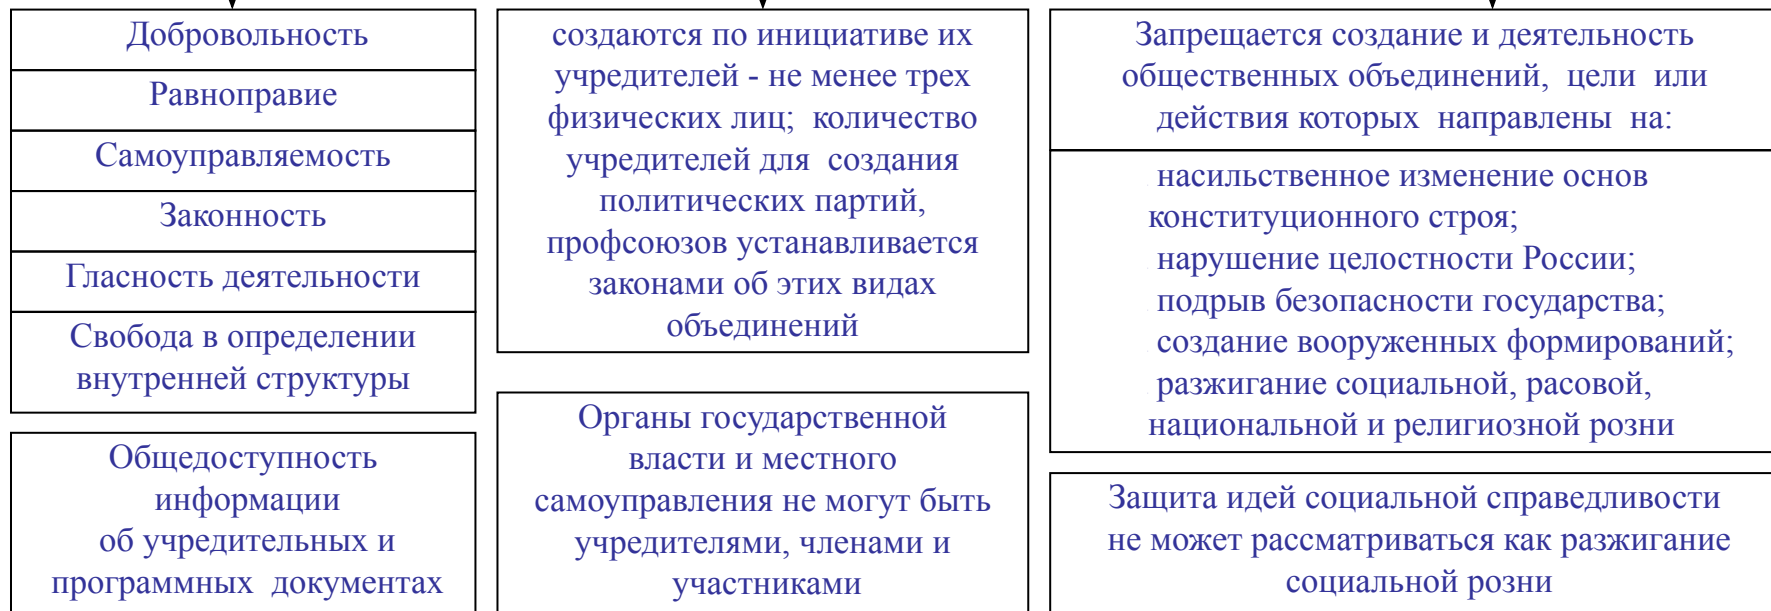 Добровольность
Равноправие
Самоуправляемость
Законность
Гласность деятельности
Свобода в определении
внутренней структуры
Общедоступность
информации
об учредительных и
программных документах
создаются по инициативе их
учредителей - не менее трех
физических лиц; количество
учредителей для создания
политических партий,
профсоюзов устанавливается
законами об этих видах
объединений
Органы государственной
власти и местного
самоуправления не могут быть
учредителями, членами и
участниками
Запрещается создание и деятельность
общественных объединений, цели или
действия которых направлены на:
насильственное изменение основ
конституционного строя;
нарушение целостности России;
подрыв безопасности государства;
создание вооруженных формирований;
разжигание социальной, расовой,
национальной и религиозной розни
Защита идей социальной справедливости
не может рассматриваться как разжигание
социальной розни